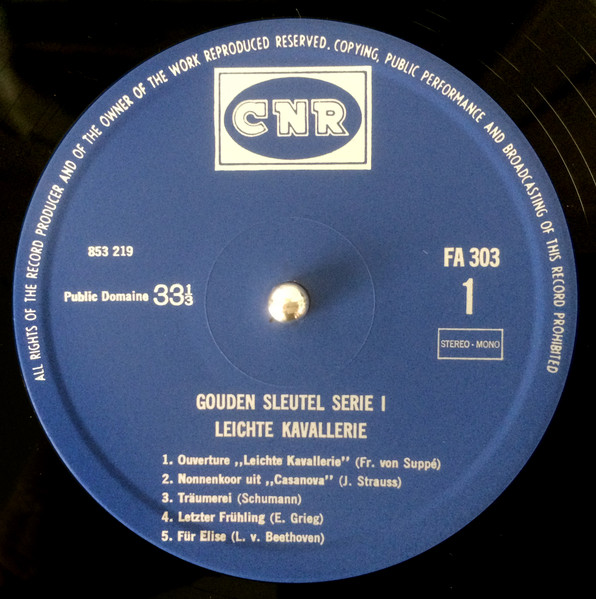 ALL RIGHTS OF THE RECORD PRODUCER AND OF THE OWNER OF THE WORK REPRODUCED RESERVED. COPYING, PUBLIC PERFORMANCE AND BROADCASTING OF THIS RECORD PROHIBITED
CNR
853 219
FA 303
Public Domaine 33⅓
1
STEREO - MONO
GOUDEN SLEUTEL SERIE I
LEICHTE KAVALLERIE
1. Ouverture ,,Leichte Kavallerie” (Fr. von Suppé)
2. Nonnenkoor uit ,,Casanova” (J. Strauss)
3. Träumerei (Schumann)
4. Letzter Frühling (E. Grieg)
5. Für Elise (L. v. Beethoven)